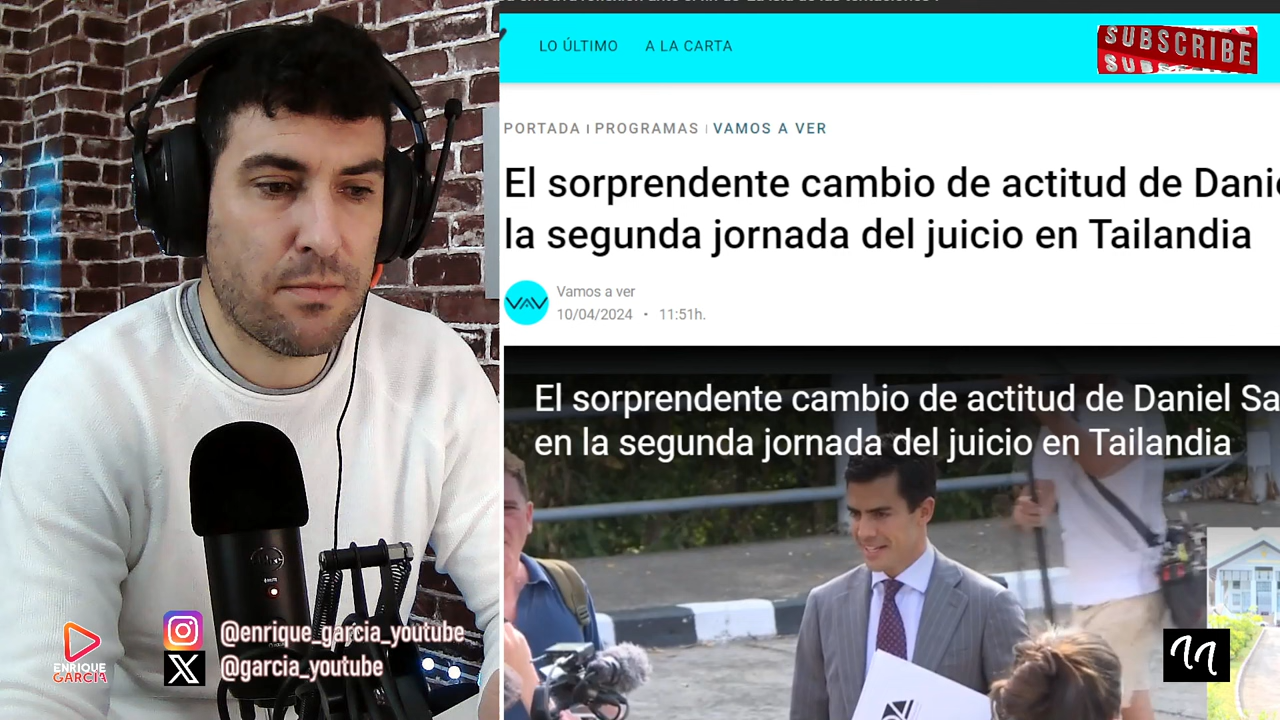 LO ÚLTIMO
A LA CARTA
SUBSCRIBE
PORTADA
PROGRAMAS
VAMOS A VER
El sorprendente cambio de actitud de Danie
la segunda jornada del juicio en Tailandia
VAV
Vamos a ver
10/04/2024 • 11:51h.
El sorprendente cambio de actitud de Daniel Sa
en la segunda jornada del juicio en Tailandia
@enrique_garcia_youtube
@garcia_youtube
ENRIQUE
GARCIA